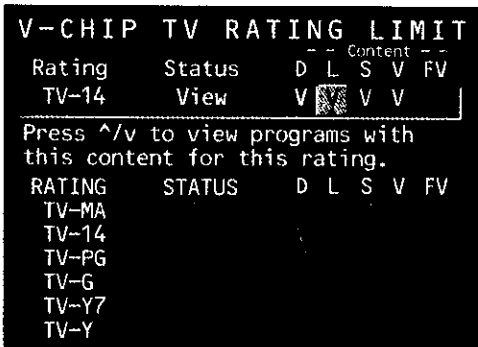 V-CHIP TV RATING LIMIT
- - Content - -
Rating Status D L S V FV
TV-14 View V V V V
Press ^/v to view programs with
this content for this rating.
RATING STATUS D L S V FV
TV-MA
TV-14
TV-PG
TV-G
TV-Y7
TV-Y